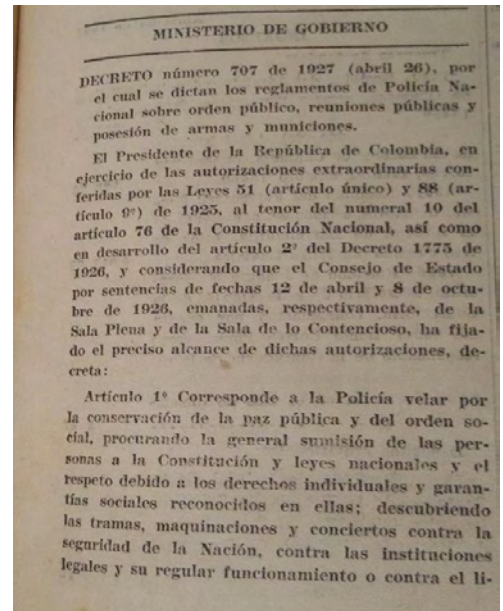 MINISTERIO DE GOBIERNO
DECRETO número 707 de 1927 (abril 26), por
el cual se dictan los reglamentos de Policía Na-
cional sobre orden público, reuniones públicas y
posesión de armas y municiones.
El Presidente de la República de Colombia, en
ejercicio de las autorizaciones extraordinarias con-
feridas por las Leyes 51 (artículo único) y 88 (ar-
tículo 9º) de 1925, al tenor del numeral 10 del
artículo 76 de la Constitución Nacional, así como
en desarrollo del artículo 2º del Decreto 1775 de
1926, y considerando que el Consejo de Estado
por sentencias de fechas 12 de abril y 8 de octu-
bre de 1926, emanadas, respectivamente, de la
Sala Plena y de la Sala de lo Contencioso, ha fija-
do el preciso alcance de dichas autorizaciones, de-
creta:
Artículo 1º Corresponde a la Policía velar por
la conservación de la paz pública y del orden so-
cial, procurando la general sumisión de las per-
sonas a la Constitución y leyes nacionales y el
respeto debido a los derechos individuales y garan-
tías sociales reconocidos en ellas; descubriendo
las tramas, maquinaciones y conciertos contra la
seguridad de la Nación, contra las instituciones
legales y su regular funcionamiento o contra el li-